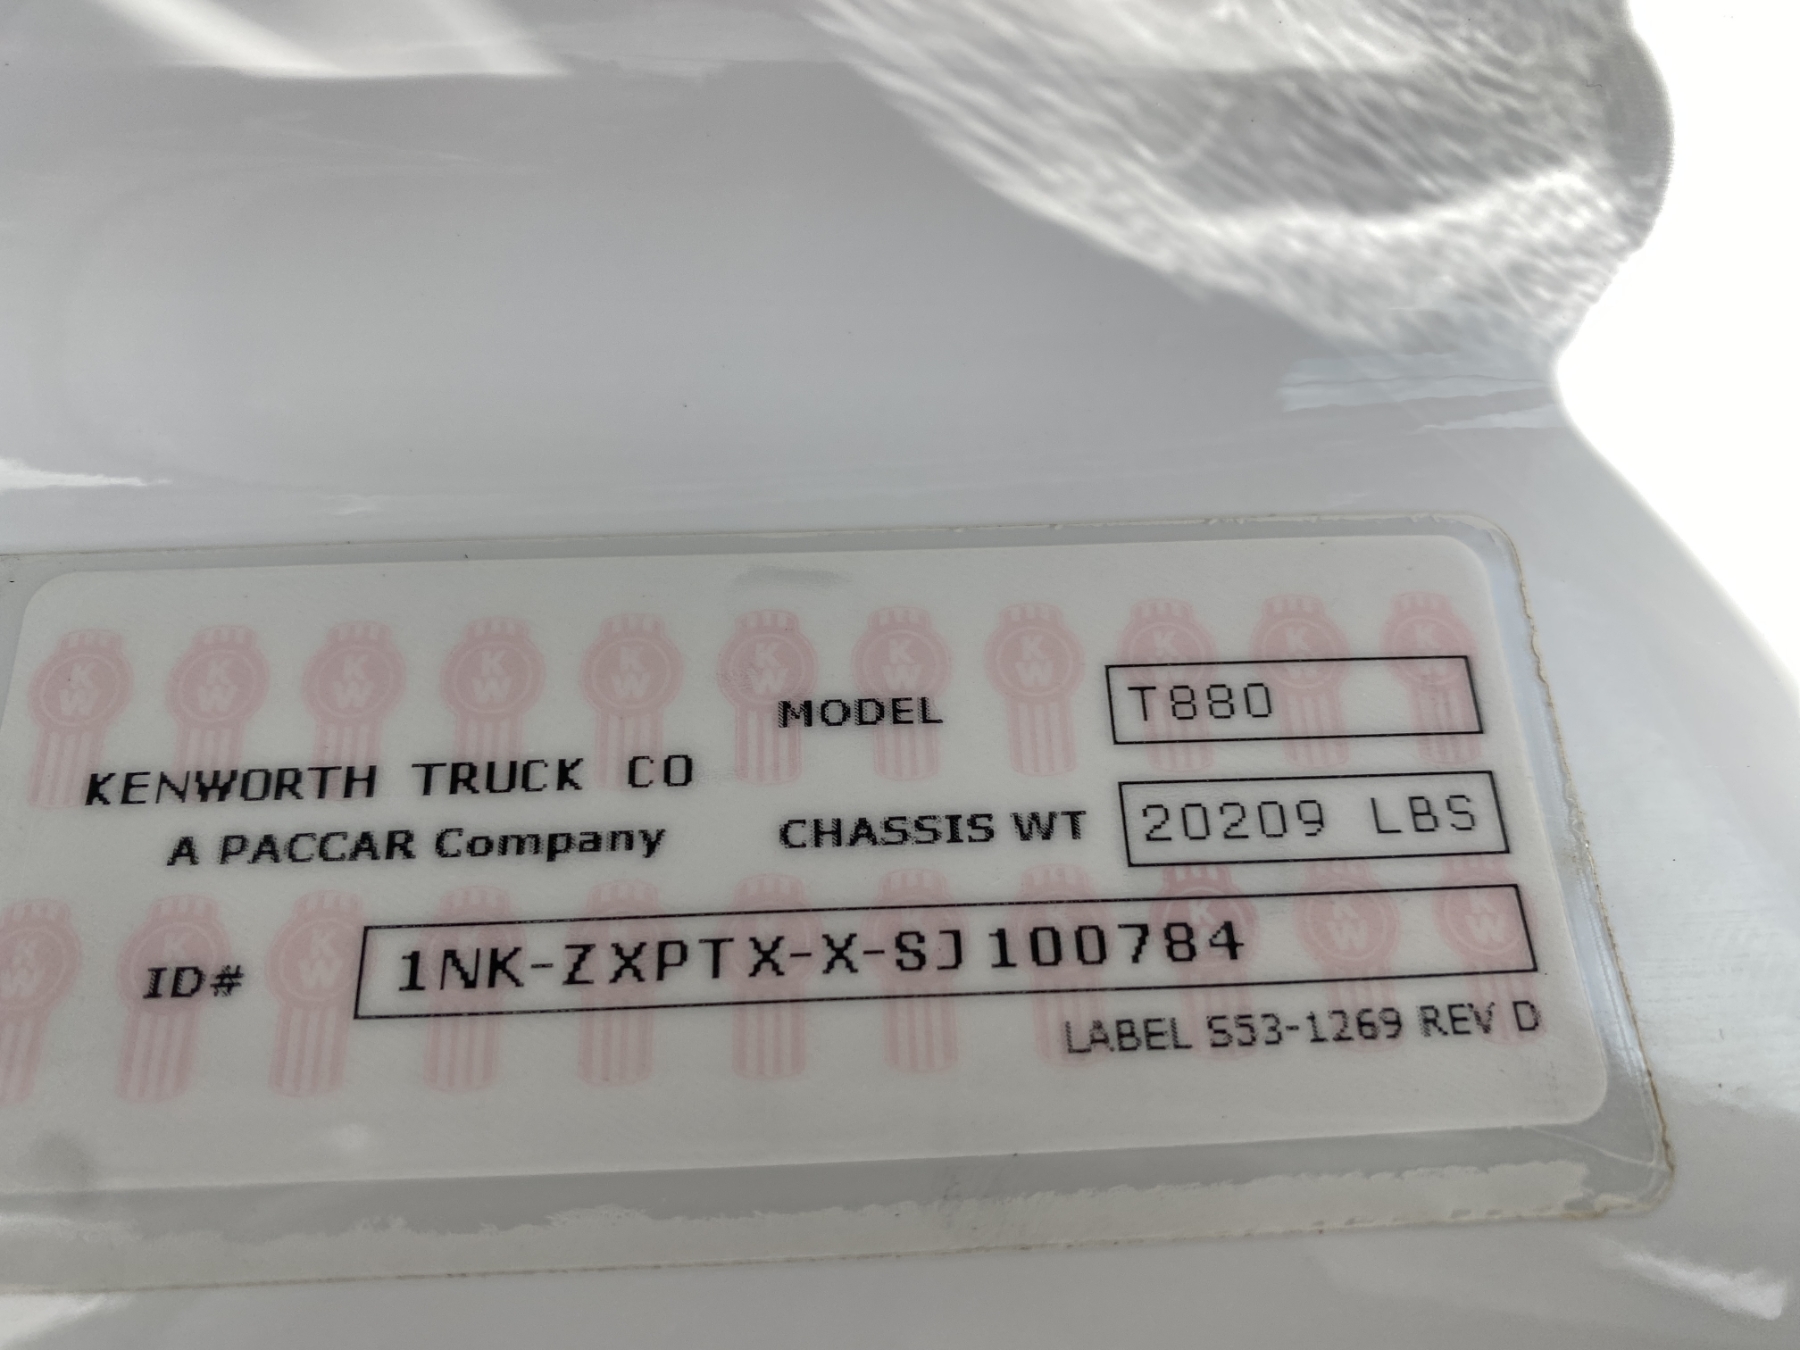 MODEL T880
KENWORTH TRUCK CO
A PACCAR Company
CHASSIS WT 20209 LBS
ID# 1NK-ZXPTX-X-SJ100784
LABEL S53-1269 REV D